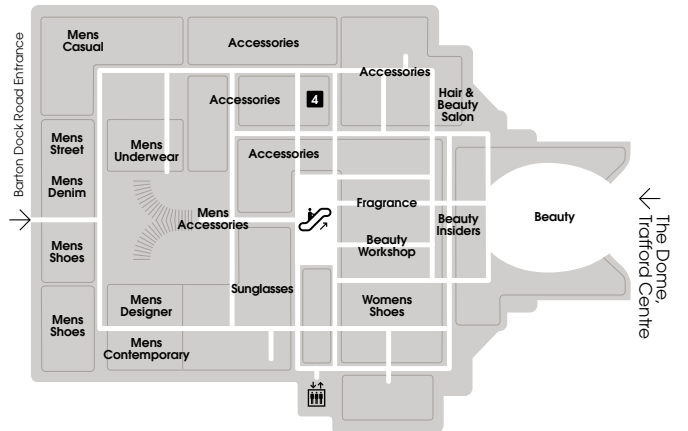 Barton Dock Road Entrance
Mens
Casual
Accessories
Accessories
Accessories
4
Hair &
Beauty
Salon
Mens
Street
Mens
Denim
Mens
Underwear
Accessories
Mens
Accessories
Fragrance
Beauty
Insiders
Beauty
The Dome,
Trafford Centre
Mens
Shoes
Beauty
Workshop
Sunglasses
Mens
Designer
Womens
Shoes
Mens
Shoes
Mens
Contemporary